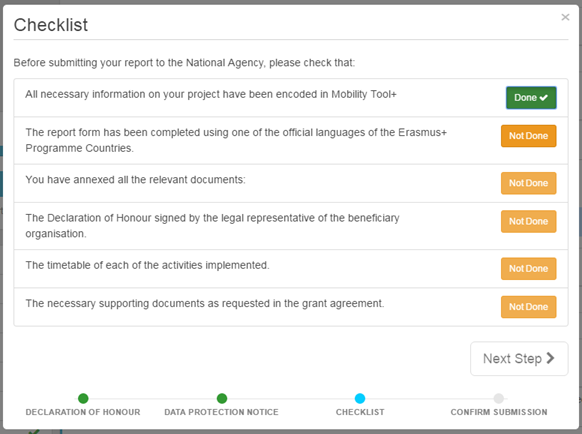 Checklist
×
Before submitting your report to the National Agency, please check that:
All necessary information on your project have been encoded in Mobility Tool+
Done ✔
The report form has been completed using one of the official languages of the Erasmus+
Programme Countries.
Not Done
You have annexed all the relevant documents:
Not Done
The Declaration of Honour signed by the legal representative of the beneficiary
organisation.
Not Done
The timetable of each of the activities implemented.
Not Done
The necessary supporting documents as requested in the grant agreement.
Not Done
Next Step
DECLARATION OF HONOUR
DATA PROTECTION NOTICE
CHECKLIST
CONFIRM SUBMISSION